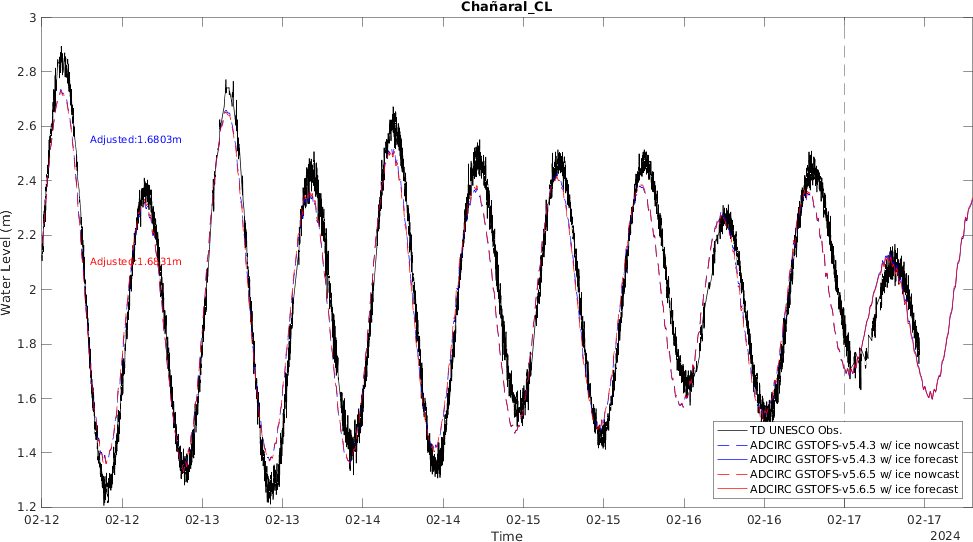 Chañaral_CL
3
2.8
2.6
2.4
2.2
2
1.8
1.6
1.4
1.2
Water Level (m)
Adjusted:1.6803m
Adjusted:1.6831m
TD UNESCO Obs.
ADCIRC GSTOFS-v5.4.3 w/ ice nowcast
ADCIRC GSTOFS-v5.4.3 w/ ice forecast
ADCIRC GSTOFS-v5.6.5 w/ ice nowcast
ADCIRC GSTOFS-v5.6.5 w/ ice forecast
02-12 02-12 02-13 02-13 02-14 02-14 02-15 02-15 02-16 02-16 02-17 02-17
Time
2024